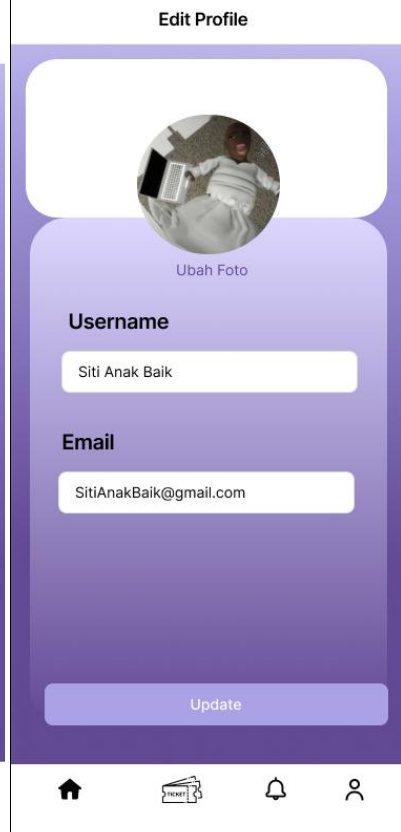 Edit Profile
Ubah Foto
Username
Siti Anak Baik
Email
SitiAnakBaik@gmail.com
Update
TICKET